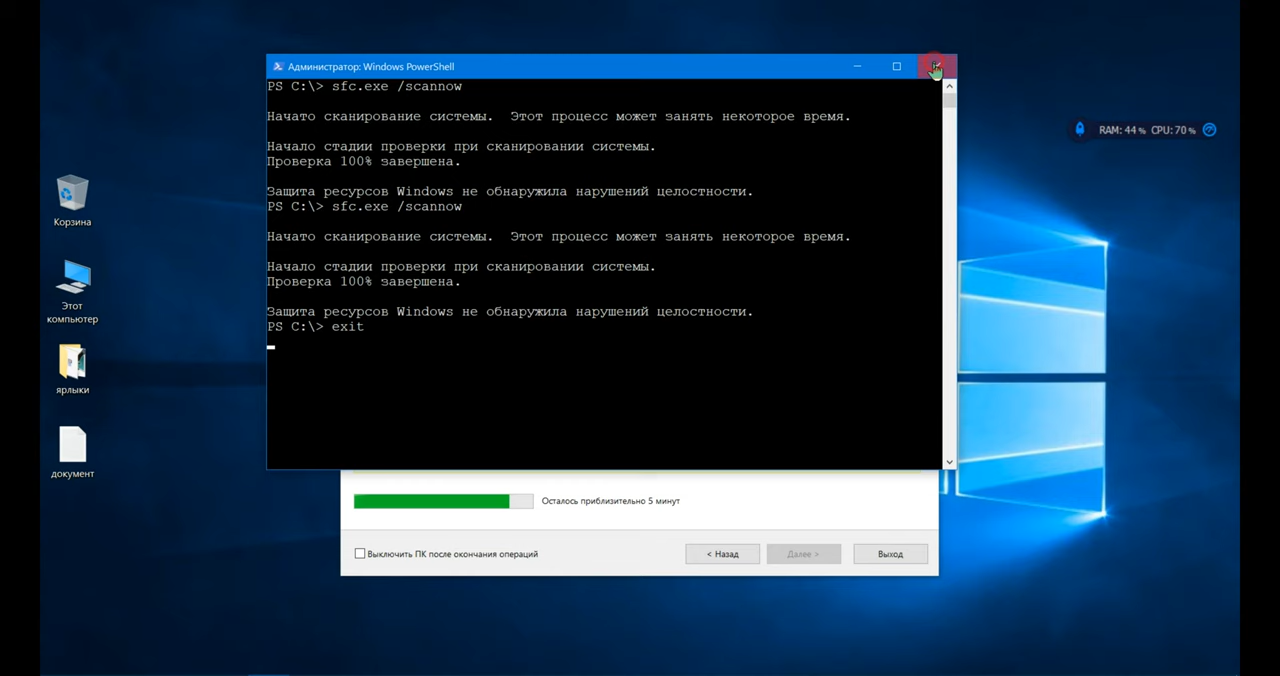 Администратор: Windows PowerShell
PS C:\> sfc.exe /scannow
Начато сканирование системы.  Этот процесс может занять некоторое время.
Начало стадии проверки при сканировании системы.
Проверка 100% завершена.
Защита ресурсов Windows не обнаружила нарушений целостности.
PS C:\> sfc.exe /scannow
Начато сканирование системы.  Этот процесс может занять некоторое время.
Начало стадии проверки при сканировании системы.
Проверка 100% завершена.
Защита ресурсов Windows не обнаружила нарушений целостности.
PS C:\> exit
RAM: 44 % CPU: 70 %
Корзина
Этот
компьютер
ярлыки
документ
Осталось приблизительно 5 минут
Выключить ПК после окончания операций
< Назад
Далее >
Выход